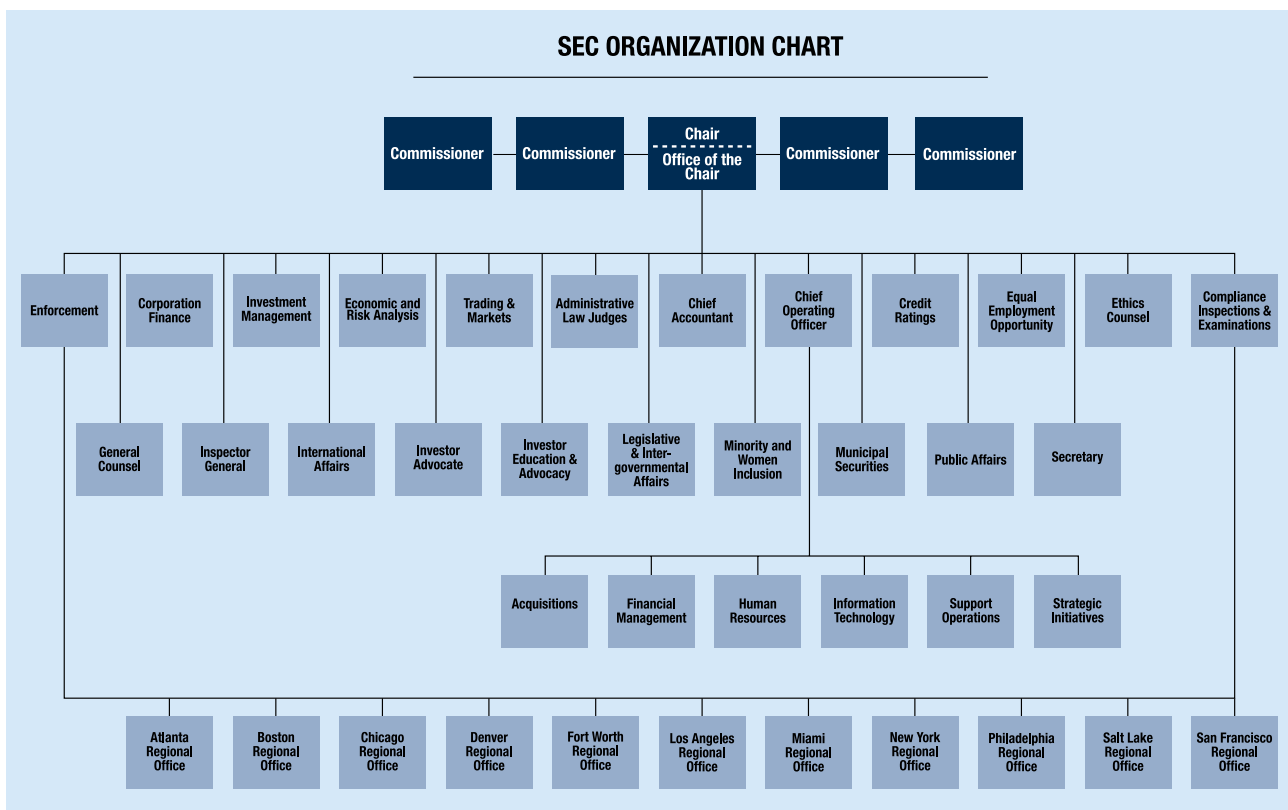 SEC ORGANIZATION CHART
Commissioner
Commissioner
Chair
Office of the
Chair
Commissioner
Commissioner
Enforcement
Corporation
Finance
Investment
Management
Economic and
Risk Analysis
Trading &
Markets
Administrative
Law Judges
Chief
Accountant
Chief
Operating
Officer
Credit
Ratings
Equal
Employment
Opportunity
Ethics
Counsel
Compliance
Inspections &
Examinations
General
Counsel
Inspector
General
International
Affairs
Investor
Advocate
Investor
Education &
Advocacy
Legislative
& Inter-
governmental
Affairs
Minority and
Women
Inclusion
Municipal
Securities
Public Affairs
Secretary
Acquisitions
Financial
Management
Human
Resources
Information
Technology
Support
Operations
Strategic
Initiatives
Atlanta
Regional
Office
Boston
Regional
Office
Chicago
Regional
Office
Denver
Regional
Office
Fort Worth
Regional
Office
Los Angeles
Regional
Office
Miami
Regional
Office
New York
Regional
Office
Philadelphia
Regional
Office
Salt Lake
Regional
Office
San Francisco
Regional
Office